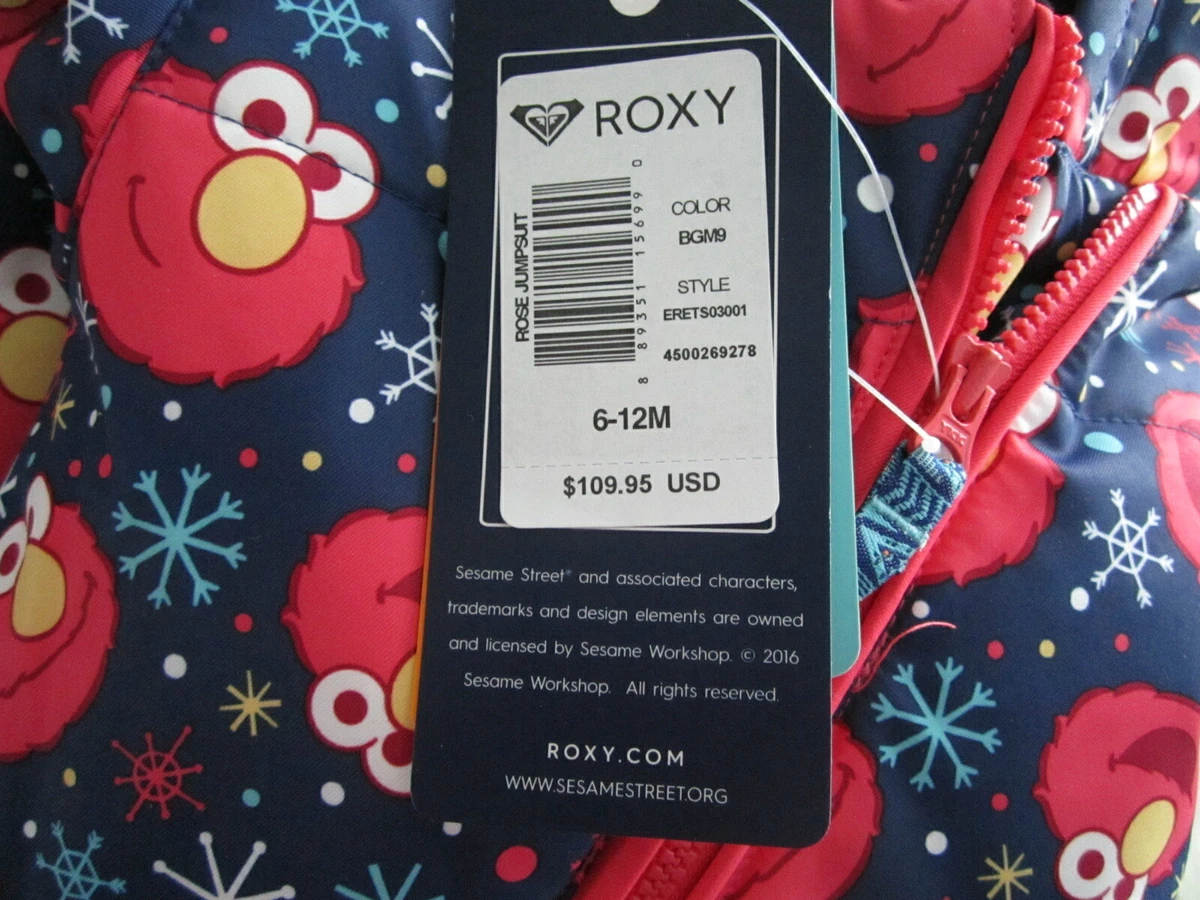 ROXY
ROSE JUMPSUIT
8 89351 15699 0
COLOR
BGM9
STYLE
ERETS03001
4500269278
6-12M
$109.95 USD
Sesame Street® and associated characters,
trademarks and design elements are owned
and licensed by Sesame Workshop. © 2016
Sesame Workshop. All rights reserved.
ROXY.COM
WWW.SESAMESTREET.ORG